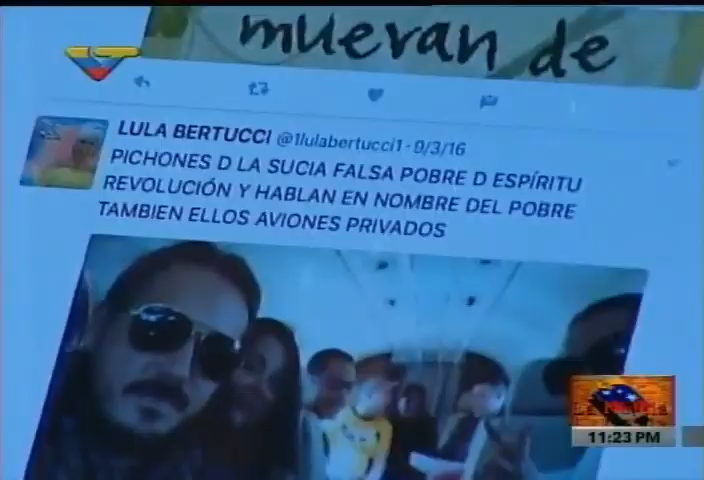 muevan de
LULA BERTUCCI @1lulabertucci1 · 9/3/16
PICHONES D LA SUCIA FALSA POBRE D ESPÍRITU
REVOLUCIÓN Y HABLAN EN NOMBRE DEL POBRE
TAMBIEN ELLOS AVIONES PRIVADOS
11:23 PM